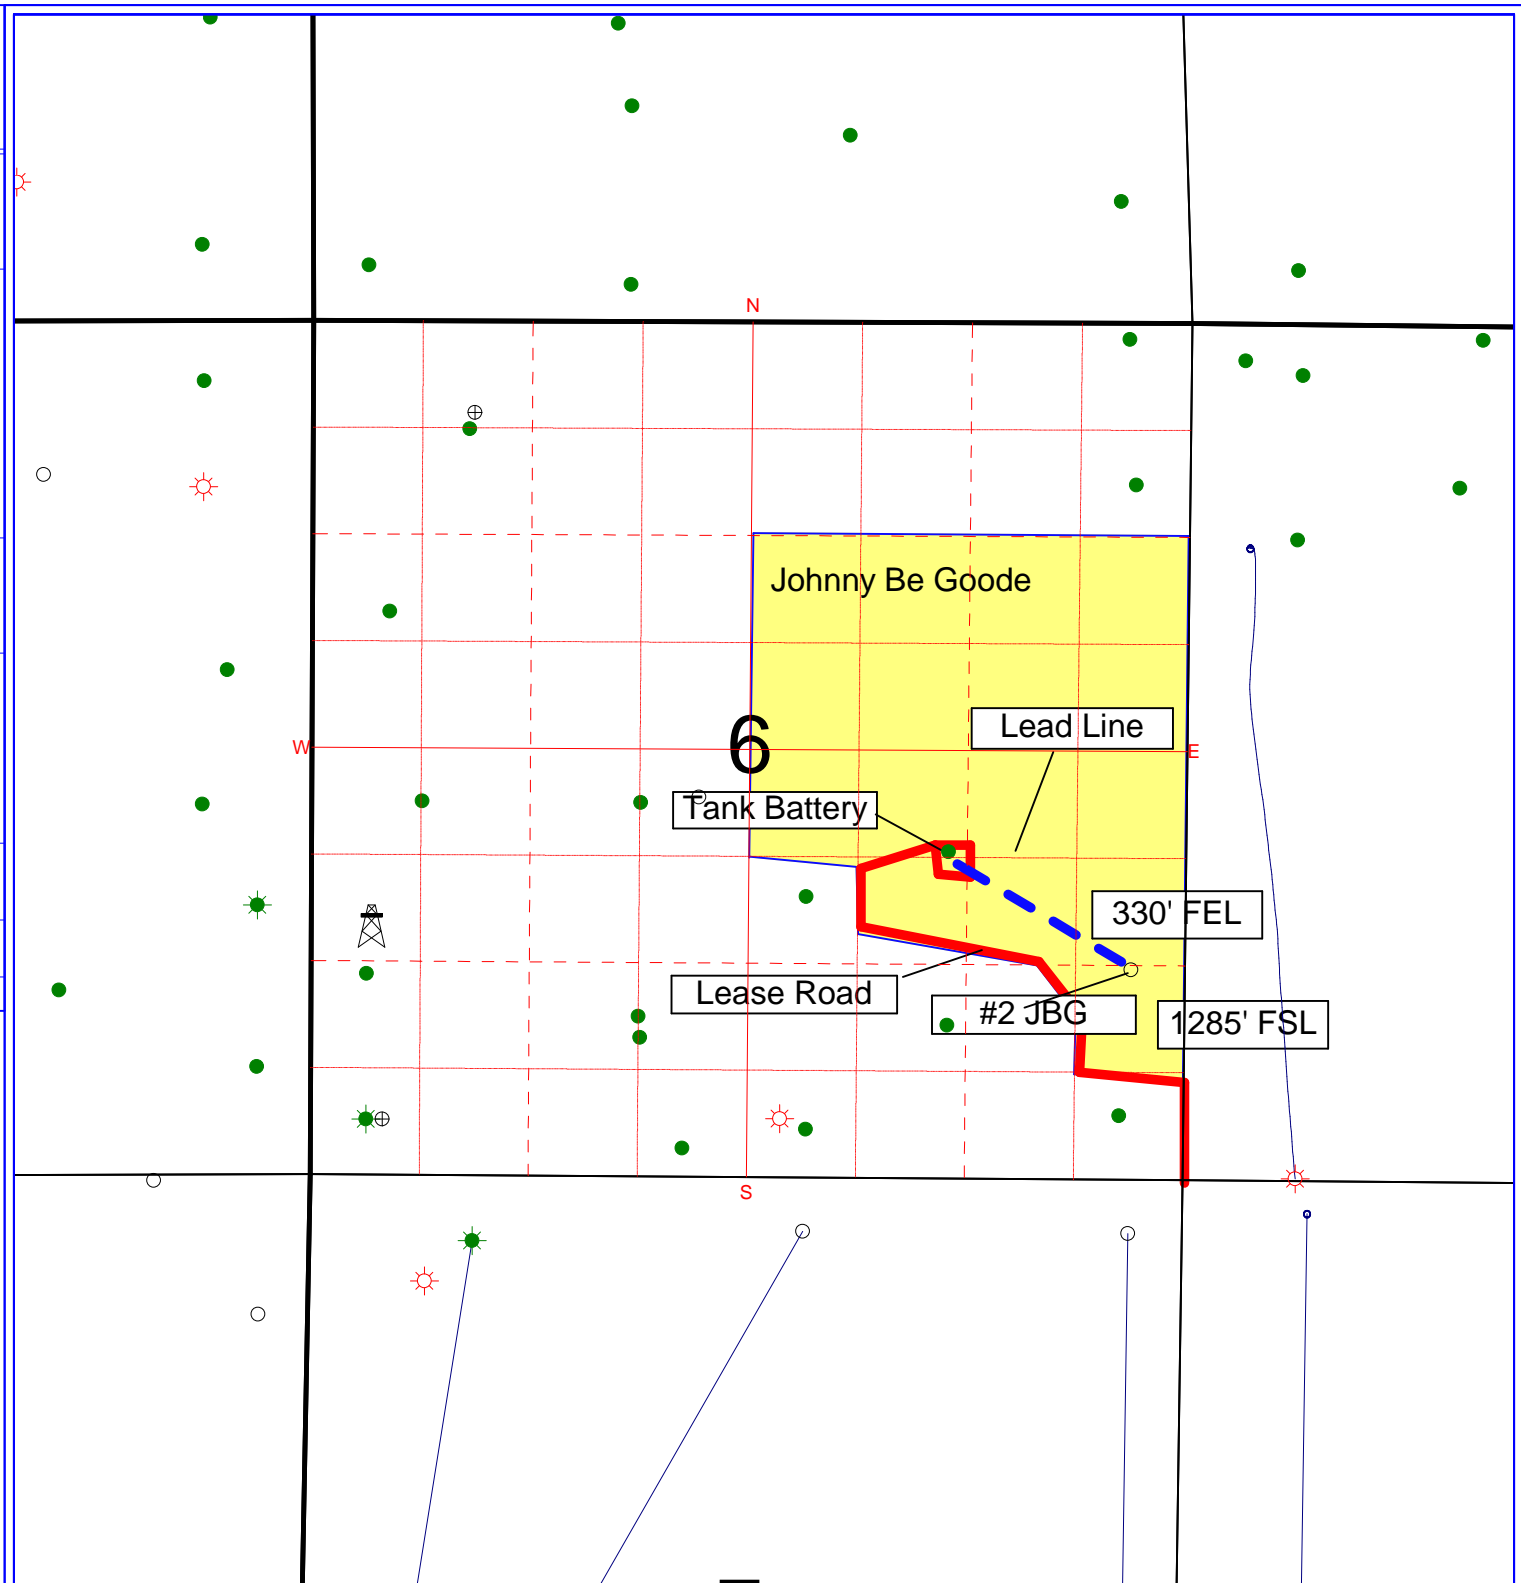 N
Johnny Be Goode
6
Lead Line
W
E
Tank Battery
330' FEL
Lease Road
#2 JBG
1285' FSL
S